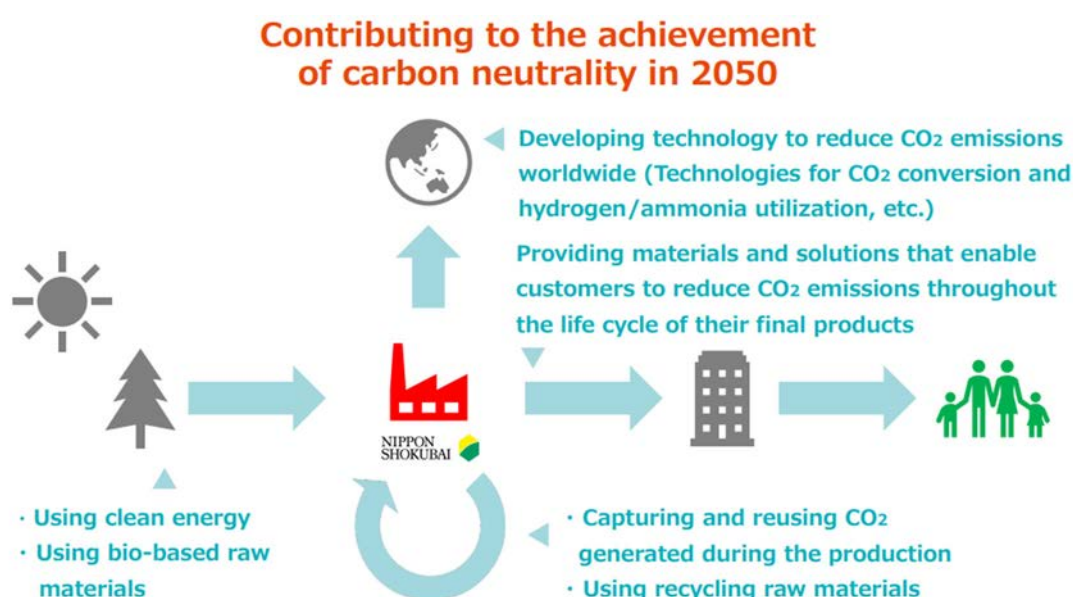 Contributing to the achievement
of carbon neutrality in 2050
Developing technology to reduce CO₂ emissions
worldwide (Technologies for CO₂ conversion and
hydrogen/ammonia utilization, etc.)
Providing materials and solutions that enable
customers to reduce CO₂ emissions throughout
the life cycle of their final products
NIPPON
SHOKUBAI
· Using clean energy
· Using bio-based raw
materials
· Capturing and reusing CO₂
generated during the production
· Using recycling raw materials